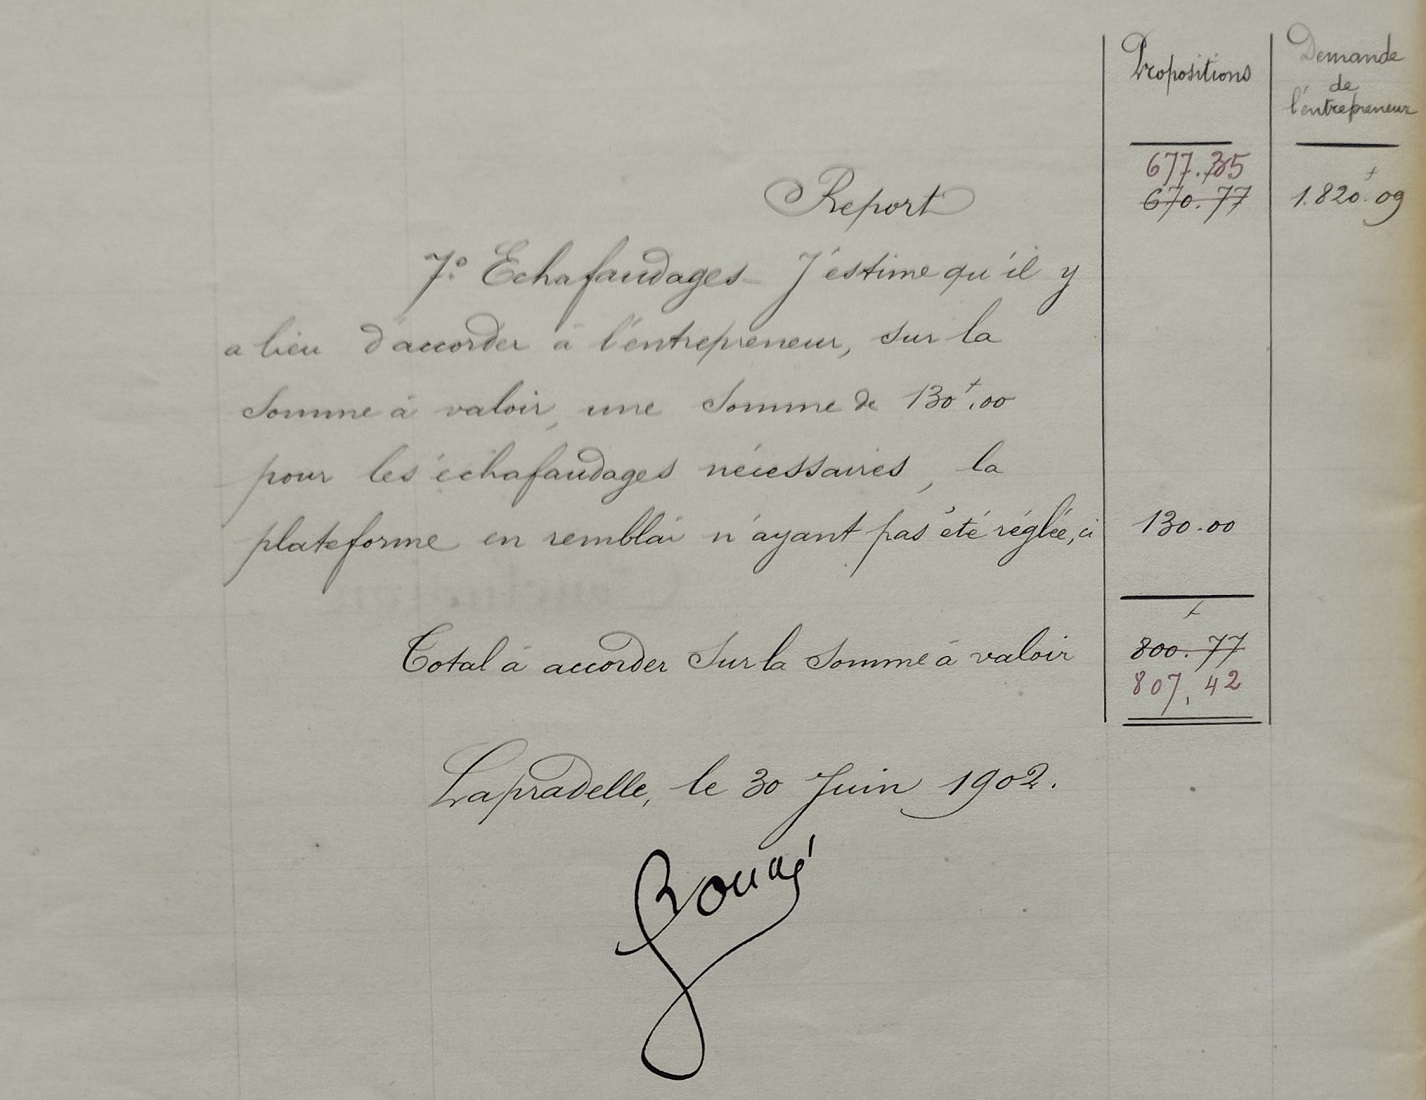 Propositions
Demande
de
l'entrepreneur
677.35
Report 670.77 1.820f.09
7.º Echafaudages - J'estime qu'il y
a lieu d'accorder à l'entrepreneur, sur la
somme à valoir, une somme de 130f.00
pour les échafaudages nécessaires, la
plateforme en remblai n'ayant pas été réglée, ci 130.00
Total à accorder sur la somme à valoir 800.77
807,42
Lapradelle, le 30 Juin 1902.